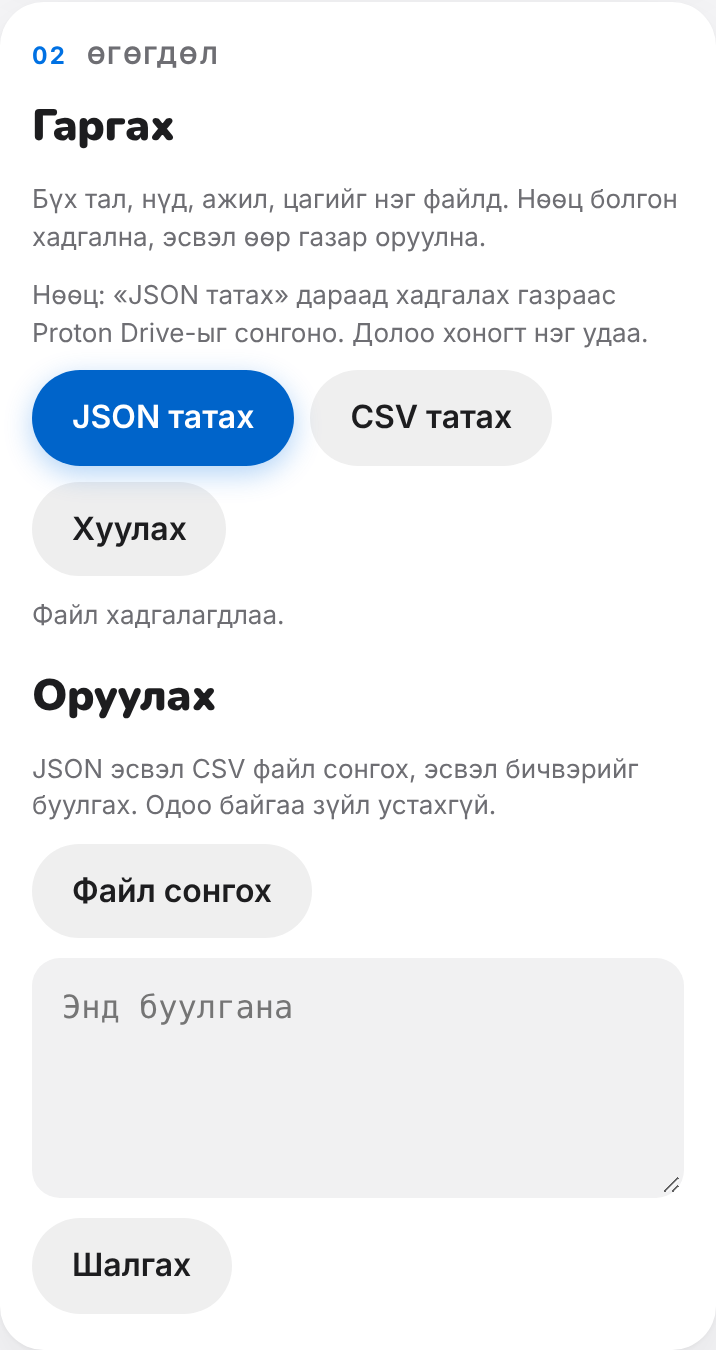 02 ӨГӨГДӨЛ
Гаргах
Бүх тал, нүд, ажил, цагийг нэг файлд. Нөөц болгон
хадгална, эсвэл өөр газар оруулна.
Нөөц: «JSON татах» дараад хадгалах газраас
Proton Drive-ыг сонгоно. Долоо хоногт нэг удаа.
JSON татах CSV татах
Хуулах
Файл хадгалагдлаа.
Оруулах
JSON эсвэл CSV файл сонгох, эсвэл бичвэрийг
буулгах. Одоо байгаа зүйл устахгүй.
Файл сонгох
Энд буулгана
Шалгах